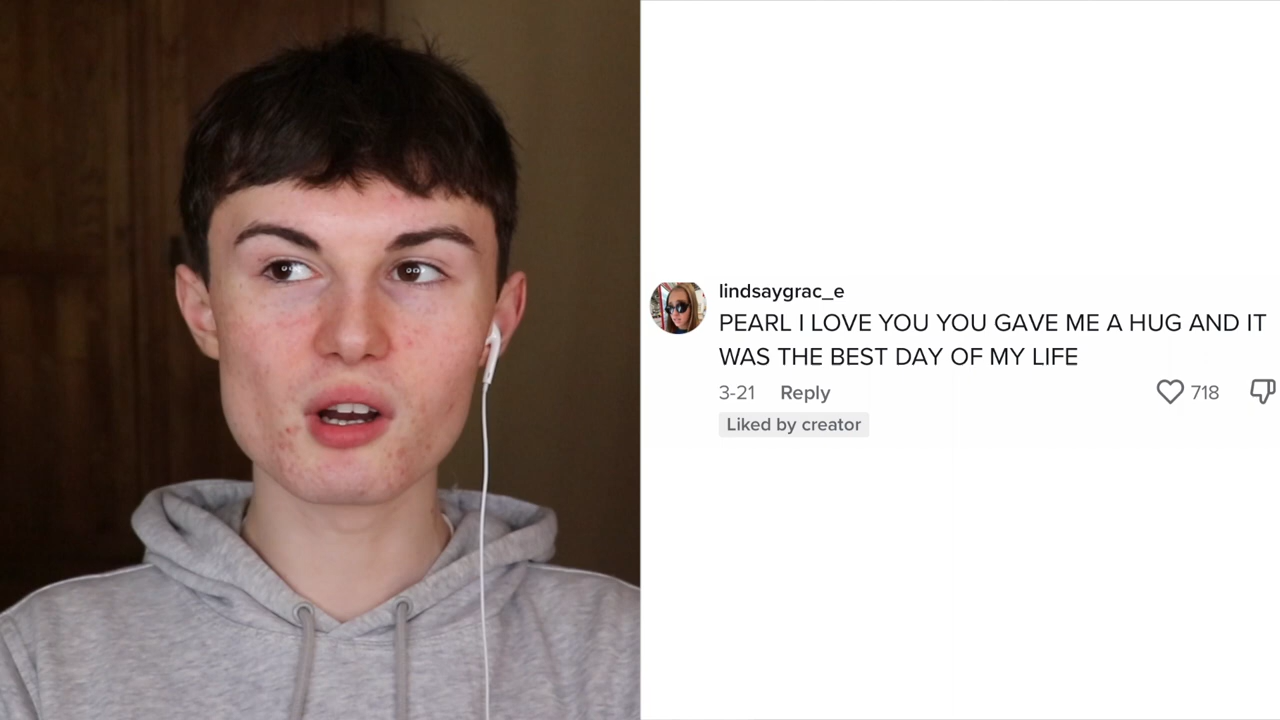 lindsaygrac_e
PEARL I LOVE YOU YOU GAVE ME A HUG AND IT
WAS THE BEST DAY OF MY LIFE
3-21 Reply 718
Liked by creator